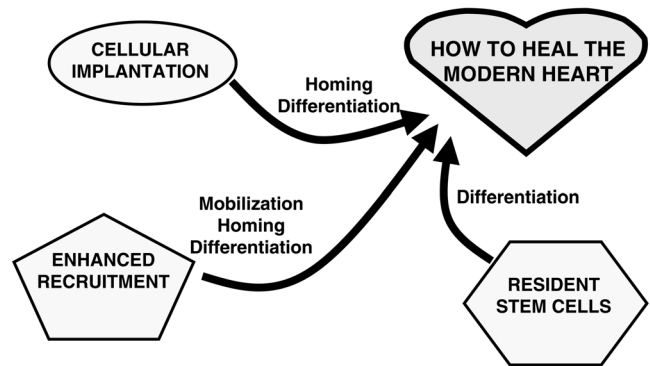 CELLULAR
IMPLANTATION
HOW TO HEAL THE
MODERN HEART
Homing
Differentiation
Mobilization
Homing
Differentiation
Differentiation
ENHANCED
RECRUITMENT
RESIDENT
STEM CELLS